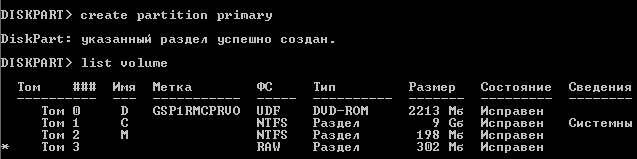 DISKPART> create partition primary
DiskPart: указанный раздел успешно создан.
DISKPART> list volume
Том ### Имя Метка ФС Тип Размер Состояние Сведения
---------- --- ----------- ----- ---------- ------- --------- --------
Том 0 D GSP1RMCPRVO UDF DVD-ROM 2213 Мб Исправен
Том 1 C NTFS Раздел 9 Gб Исправен Системны
Том 2 M NTFS Раздел 198 Мб Исправен
* Том 3 RAW Раздел 302 Мб Исправен